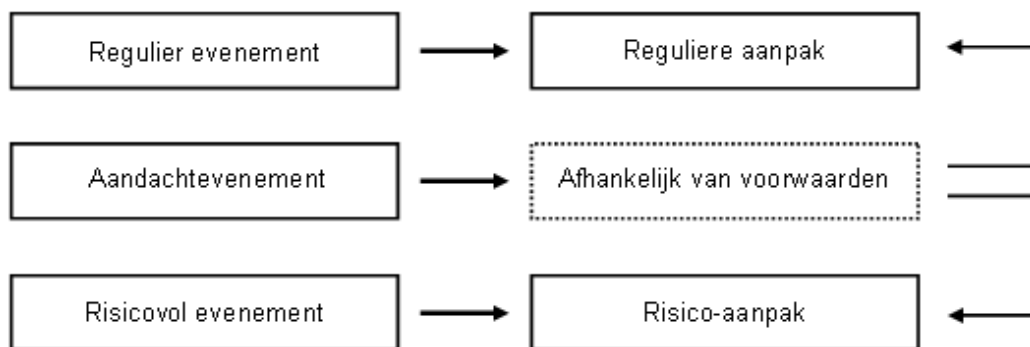 Regulier evenement
Reguliere aanpak
Aandachtevenement
Afhankelijk van voorwaarden
Risicovol evenement
Risico-aanpak